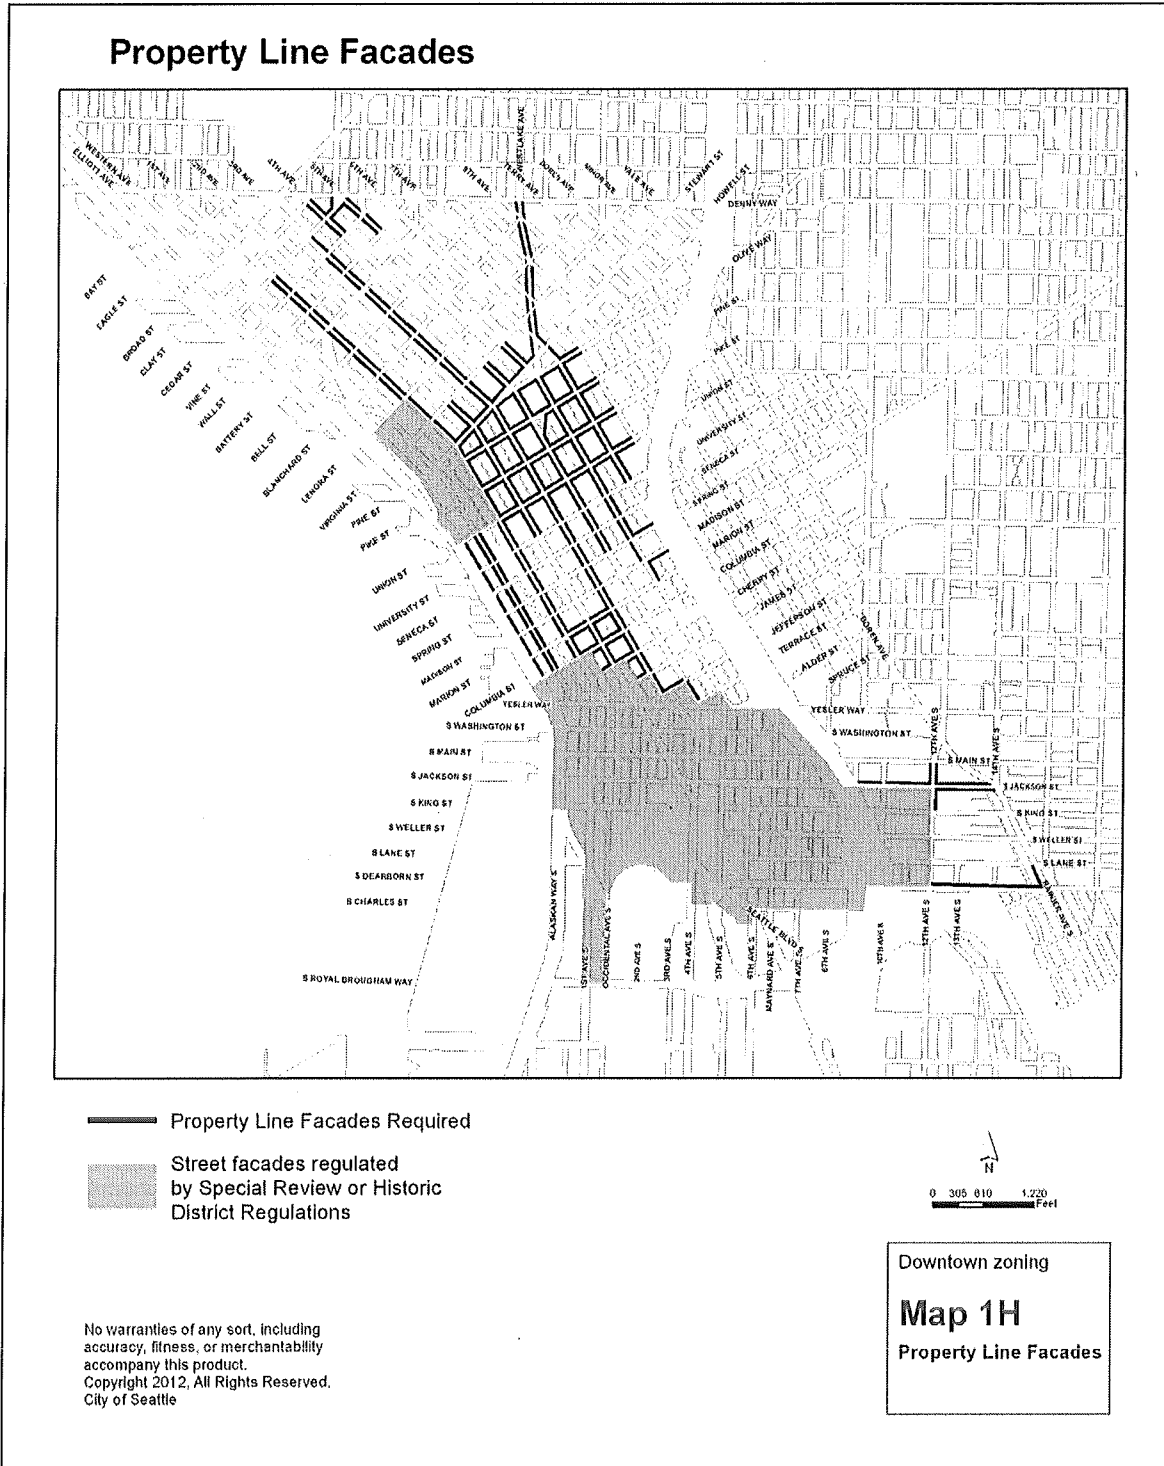 Property Line Facades
WESTERN AVE
ELLIOTT AVE
1ST AVE
2ND AVE
3RD AVE
4TH AVE
5TH AVE
6TH AVE
7TH AVE
8TH AVE
TERRY AVE
WESTLAKE AVE
BOREN AVE
MINOR AVE
YALE AVE
STEWART ST
HOWELL ST
DENNY WAY
OLIVE WAY
PINE ST
PIKE ST
UNION ST
UNIVERSITY ST
SENECA ST
SPRING ST
MADISON ST
MARION ST
COLUMBIA ST
CHERRY ST
JAMES ST
JEFFERSON ST
TERRACE ST
ALDER ST
SPRUCE ST
BOREN AVE
YESLER WAY
S WASHINGTON ST
12TH AVE S
14TH AVE S
S MAIN ST
S JACKSON ST
S KING ST
S WELLER ST
S LANE ST
RAINIER AVE S
BAY ST
EAGLE ST
BROAD ST
CLAY ST
CEDAR ST
VINE ST
WALL ST
BATTERY ST
BELL ST
BLANCHARD ST
LENORA ST
VIRGINIA ST
PINE ST
PIKE ST
UNION ST
UNIVERSITY ST
SENECA ST
SPRING ST
MADISON ST
MARION ST
COLUMBIA ST
YESLER WAY
S WASHINGTON ST
S MAIN ST
S JACKSON ST
S KING ST
S WELLER ST
S LANE ST
S DEARBORN ST
S CHARLES ST
S ROYAL BROUGHAM WAY
ALASKAN WAY S
1ST AVE S
OCCIDENTAL AVE S
2ND AVE S
3RD AVE S
4TH AVE S
5TH AVE S
6TH AVE S
MAYNARD AVE S
7TH AVE S
SEATTLE BLVD S
10TH AVE S
12TH AVE S
13TH AVE S
Property Line Facades Required
Street facades regulated
by Special Review or Historic
District Regulations
N
0 305 610 1,220
Feet
Downtown zoning
Map 1H
Property Line Facades
No warranties of any sort, including
accuracy, fitness, or merchantability
accompany this product.
Copyright 2012, All Rights Reserved,
City of Seattle